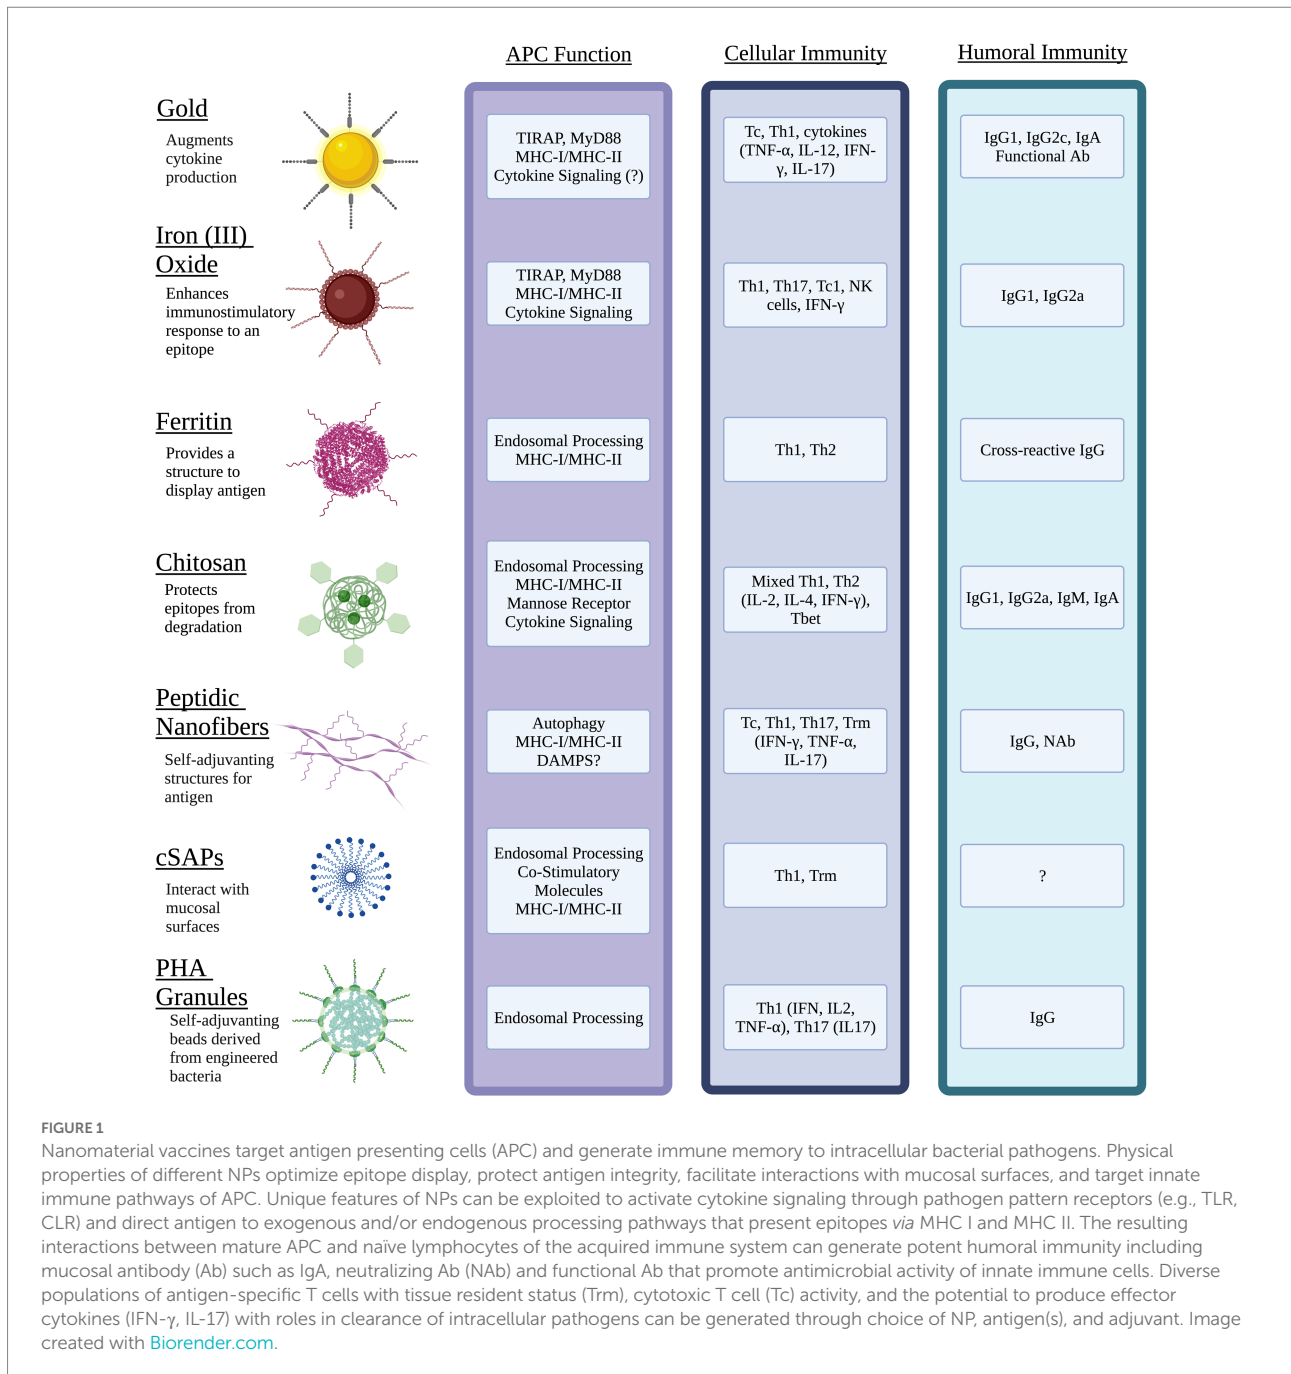 APC Function
Cellular Immunity
Humoral Immunity
Gold
Augments
cytokine
production
TIRAP, MyD88
MHC-I/MHC-II
Cytokine Signaling (?)
Tc, Th1, cytokines
(TNF-α, IL-12, IFN-
γ, IL-17)
IgG1, IgG2c, IgA
Functional Ab
Iron (III)
Oxide
Enhances
immunostimulatory
response to an
epitope
TIRAP, MyD88
MHC-I/MHC-II
Cytokine Signaling
Th1, Th17, Tc1, NK
cells, IFN-γ
IgG1, IgG2a
Ferritin
Provides a
structure to
display antigen
Endosomal Processing
MHC-I/MHC-II
Th1, Th2
Cross-reactive IgG
Chitosan
Protects
epitopes from
degradation
Endosomal Processing
MHC-I/MHC-II
Mannose Receptor
Cytokine Signaling
Mixed Th1, Th2
(IL-2, IL-4, IFN-γ),
Tbet
IgG1, IgG2a, IgM, IgA
Peptidic
Nanofibers
Self-adjuvanting
structures for
antigen
Autophagy
MHC-I/MHC-II
DAMPS?
Tc, Th1, Th17, Trm
(IFN-γ, TNF-α,
IL-17)
IgG, NAb
cSAPs
Interact with
mucosal
surfaces
Endosomal Processing
Co-Stimulatory
Molecules
MHC-I/MHC-II
Th1, Trm
?
PHA
Granules
Self-adjuvanting
beads derived
from engineered
bacteria
Endosomal Processing
Th1 (IFN, IL2,
TNF-α), Th17 (IL17)
IgG
FIGURE 1
Nanomaterial vaccines target antigen presenting cells (APC) and generate immune memory to intracellular bacterial pathogens. Physical
properties of different NPs optimize epitope display, protect antigen integrity, facilitate interactions with mucosal surfaces, and target innate
immune pathways of APC. Unique features of NPs can be exploited to activate cytokine signaling through pathogen pattern receptors (e.g., TLR,
CLR) and direct antigen to exogenous and/or endogenous processing pathways that present epitopes via MHC I and MHC II. The resulting
interactions between mature APC and naïve lymphocytes of the acquired immune system can generate potent humoral immunity including
mucosal antibody (Ab) such as IgA, neutralizing Ab (NAb) and functional Ab that promote antimicrobial activity of innate immune cells. Diverse
populations of antigen-specific T cells with tissue resident status (Trm), cytotoxic T cell (Tc) activity, and the potential to produce effector
cytokines (IFN-γ, IL-17) with roles in clearance of intracellular pathogens can be generated through choice of NP, antigen(s), and adjuvant. Image
created with Biorender.com.